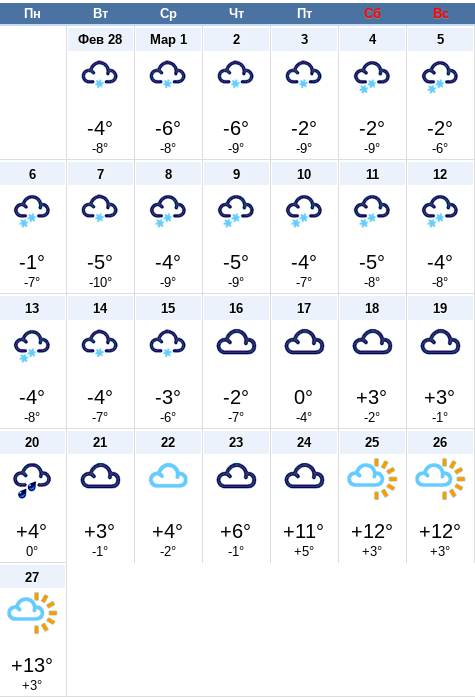 Пн Вт Ср Чт Пт Сб Вс
Фев 28 Мар 1 2 3 4 5
-4° -6° -6° -2° -2° -2°
-8° -8° -9° -9° -9° -6°
6 7 8 9 10 11 12
-1° -5° -4° -5° -4° -5° -4°
-7° -10° -9° -9° -7° -8° -8°
13 14 15 16 17 18 19
-4° -4° -3° -2° 0° +3° +3°
-8° -7° -6° -7° -4° -2° -1°
20 21 22 23 24 25 26
+4° +3° +4° +6° +11° +12° +12°
0° -1° -2° -1° +5° +3° +3°
27
+13°
+3°